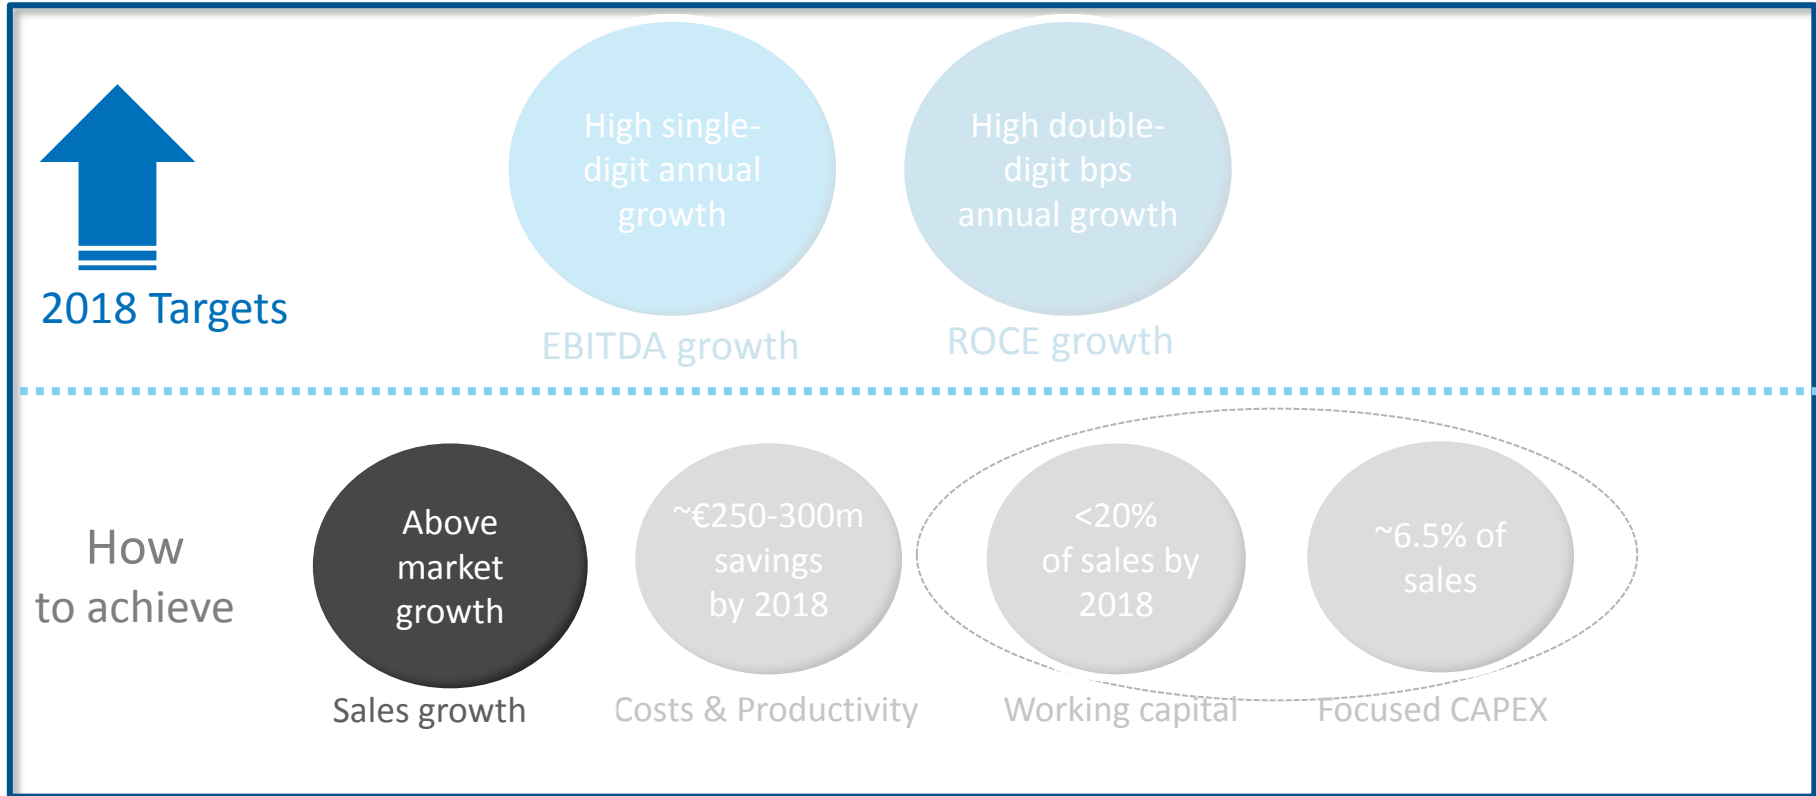 High single-
digit annual
growth
High double-
digit bps
annual growth
2018 Targets
EBITDA growth
ROCE growth
How
to achieve
Above
market
growth
~€250-300m
savings
by 2018
<20%
of sales by
2018
~6.5% of
sales
Sales growth
Costs & Productivity
Working capital
Focused CAPEX